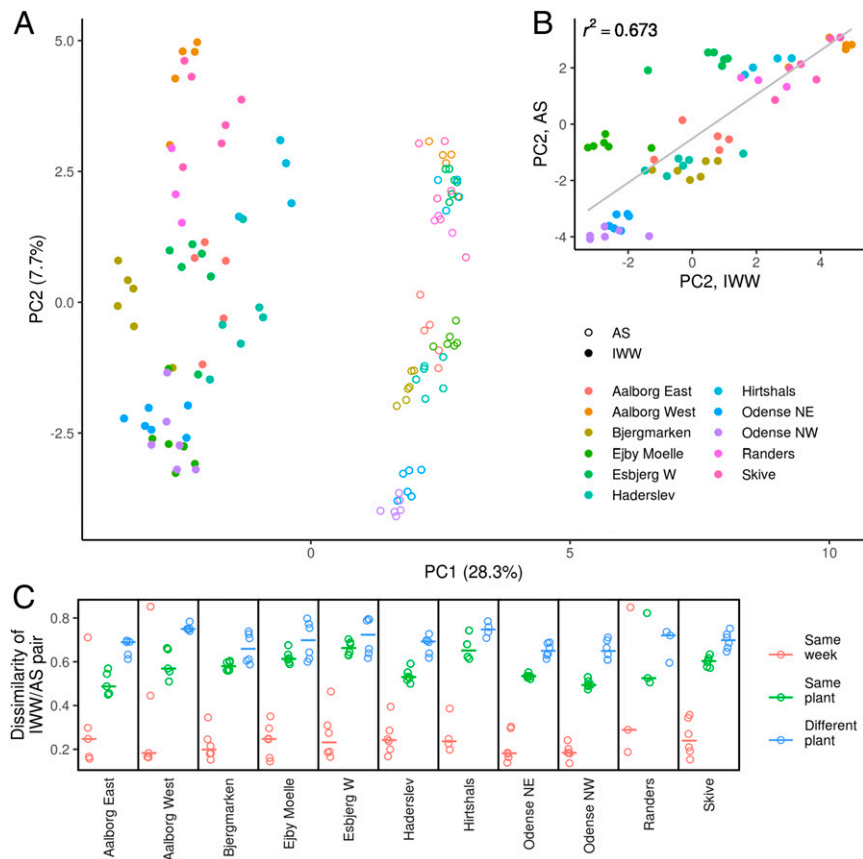 A
PC2 (7.7%)
5.0
2.5
0.0
-2.5
0
5
10
PC1 (28.3%)
B
r² = 0.673
PC2, AS
2
0
-2
-4
-2
0
2
4
PC2, IWW
AS
IWW
Aalborg East
Aalborg West
Bjergmarken
Ejby Moelle
Esbjerg W
Haderslev
Hirtshals
Odense NE
Odense NW
Randers
Skive
C
Dissimilarity of
IWW/AS pair
0.8
0.6
0.4
0.2
Aalborg East
Aalborg West
Bjergmarken
Ejby Moelle
Esbjerg W
Haderslev
Hirtshals
Odense NE
Odense NW
Randers
Skive
Same
week
Same
plant
Different
plant